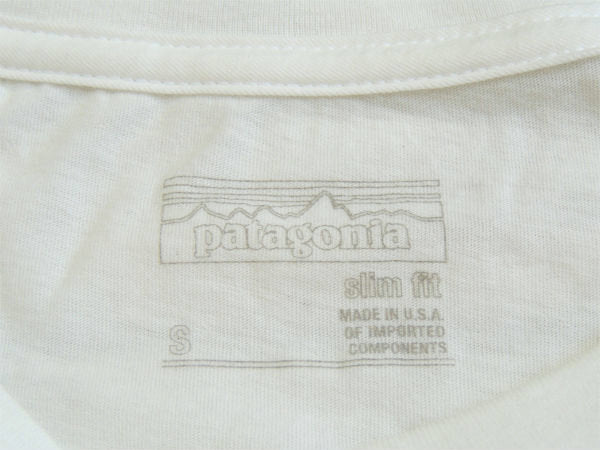 patagonia
slim fit
MADE IN U.S.A.
OF IMPORTED
S COMPONENTS